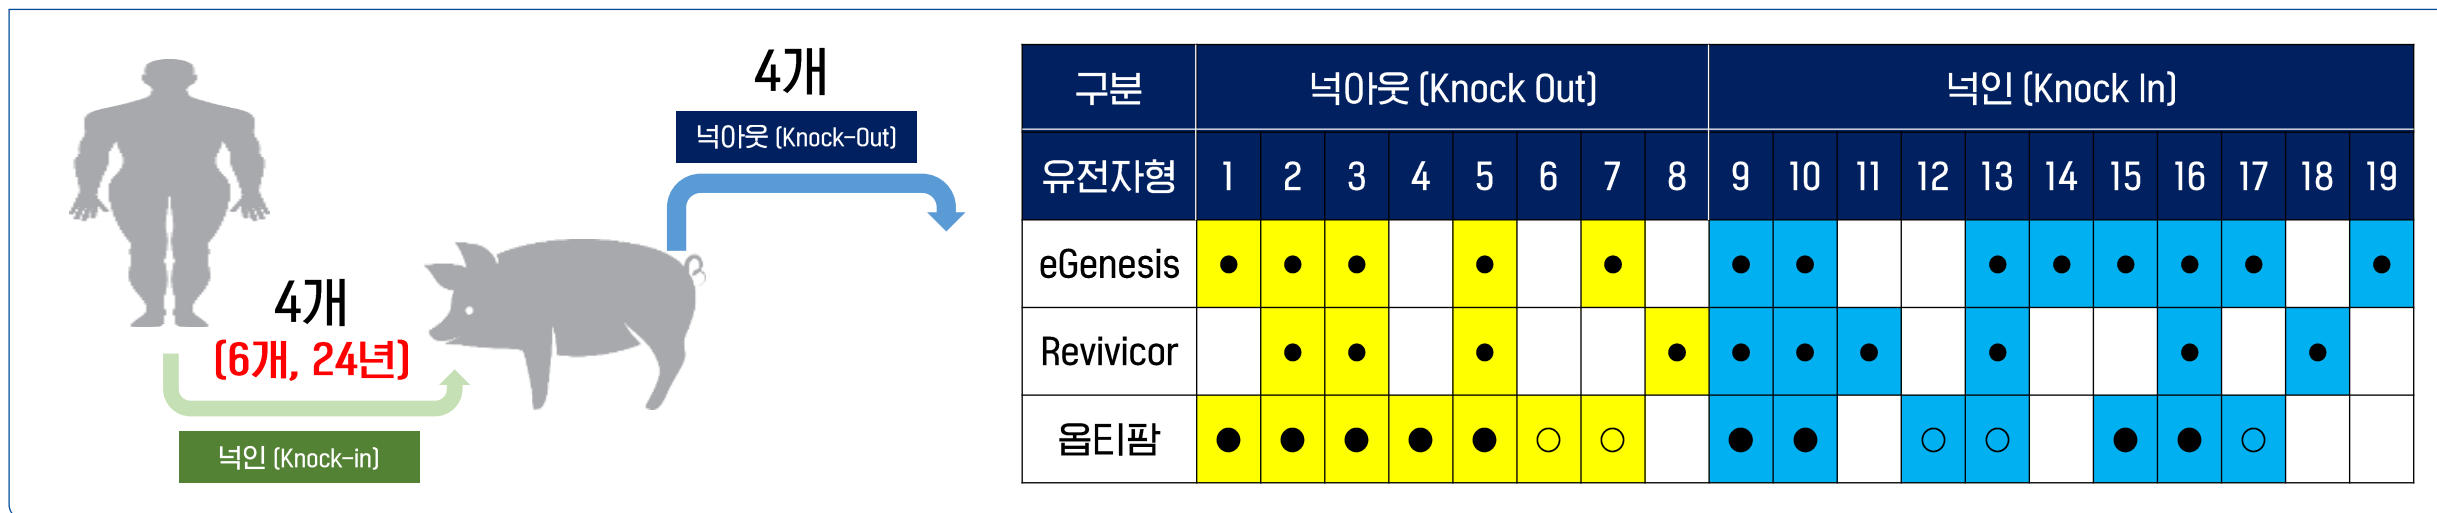 4개
넉아웃 (Knock-Out)
4개
(6개, 24년)
넉인 (Knock-in)
구분 넉아웃 (Knock Out) 넉인 (Knock In)
유전자형 1 2 3 4 5 6 7 8 9 10 11 12 13 14 15 16 17 18 19
eGenesis ● ● ● ● ● ● ● ● ● ● ● ● ●
Revivicor ● ● ● ● ● ● ● ● ● ●
옵티팜 ● ● ● ● ● ○ ○ ● ● ○ ○ ● ● ○